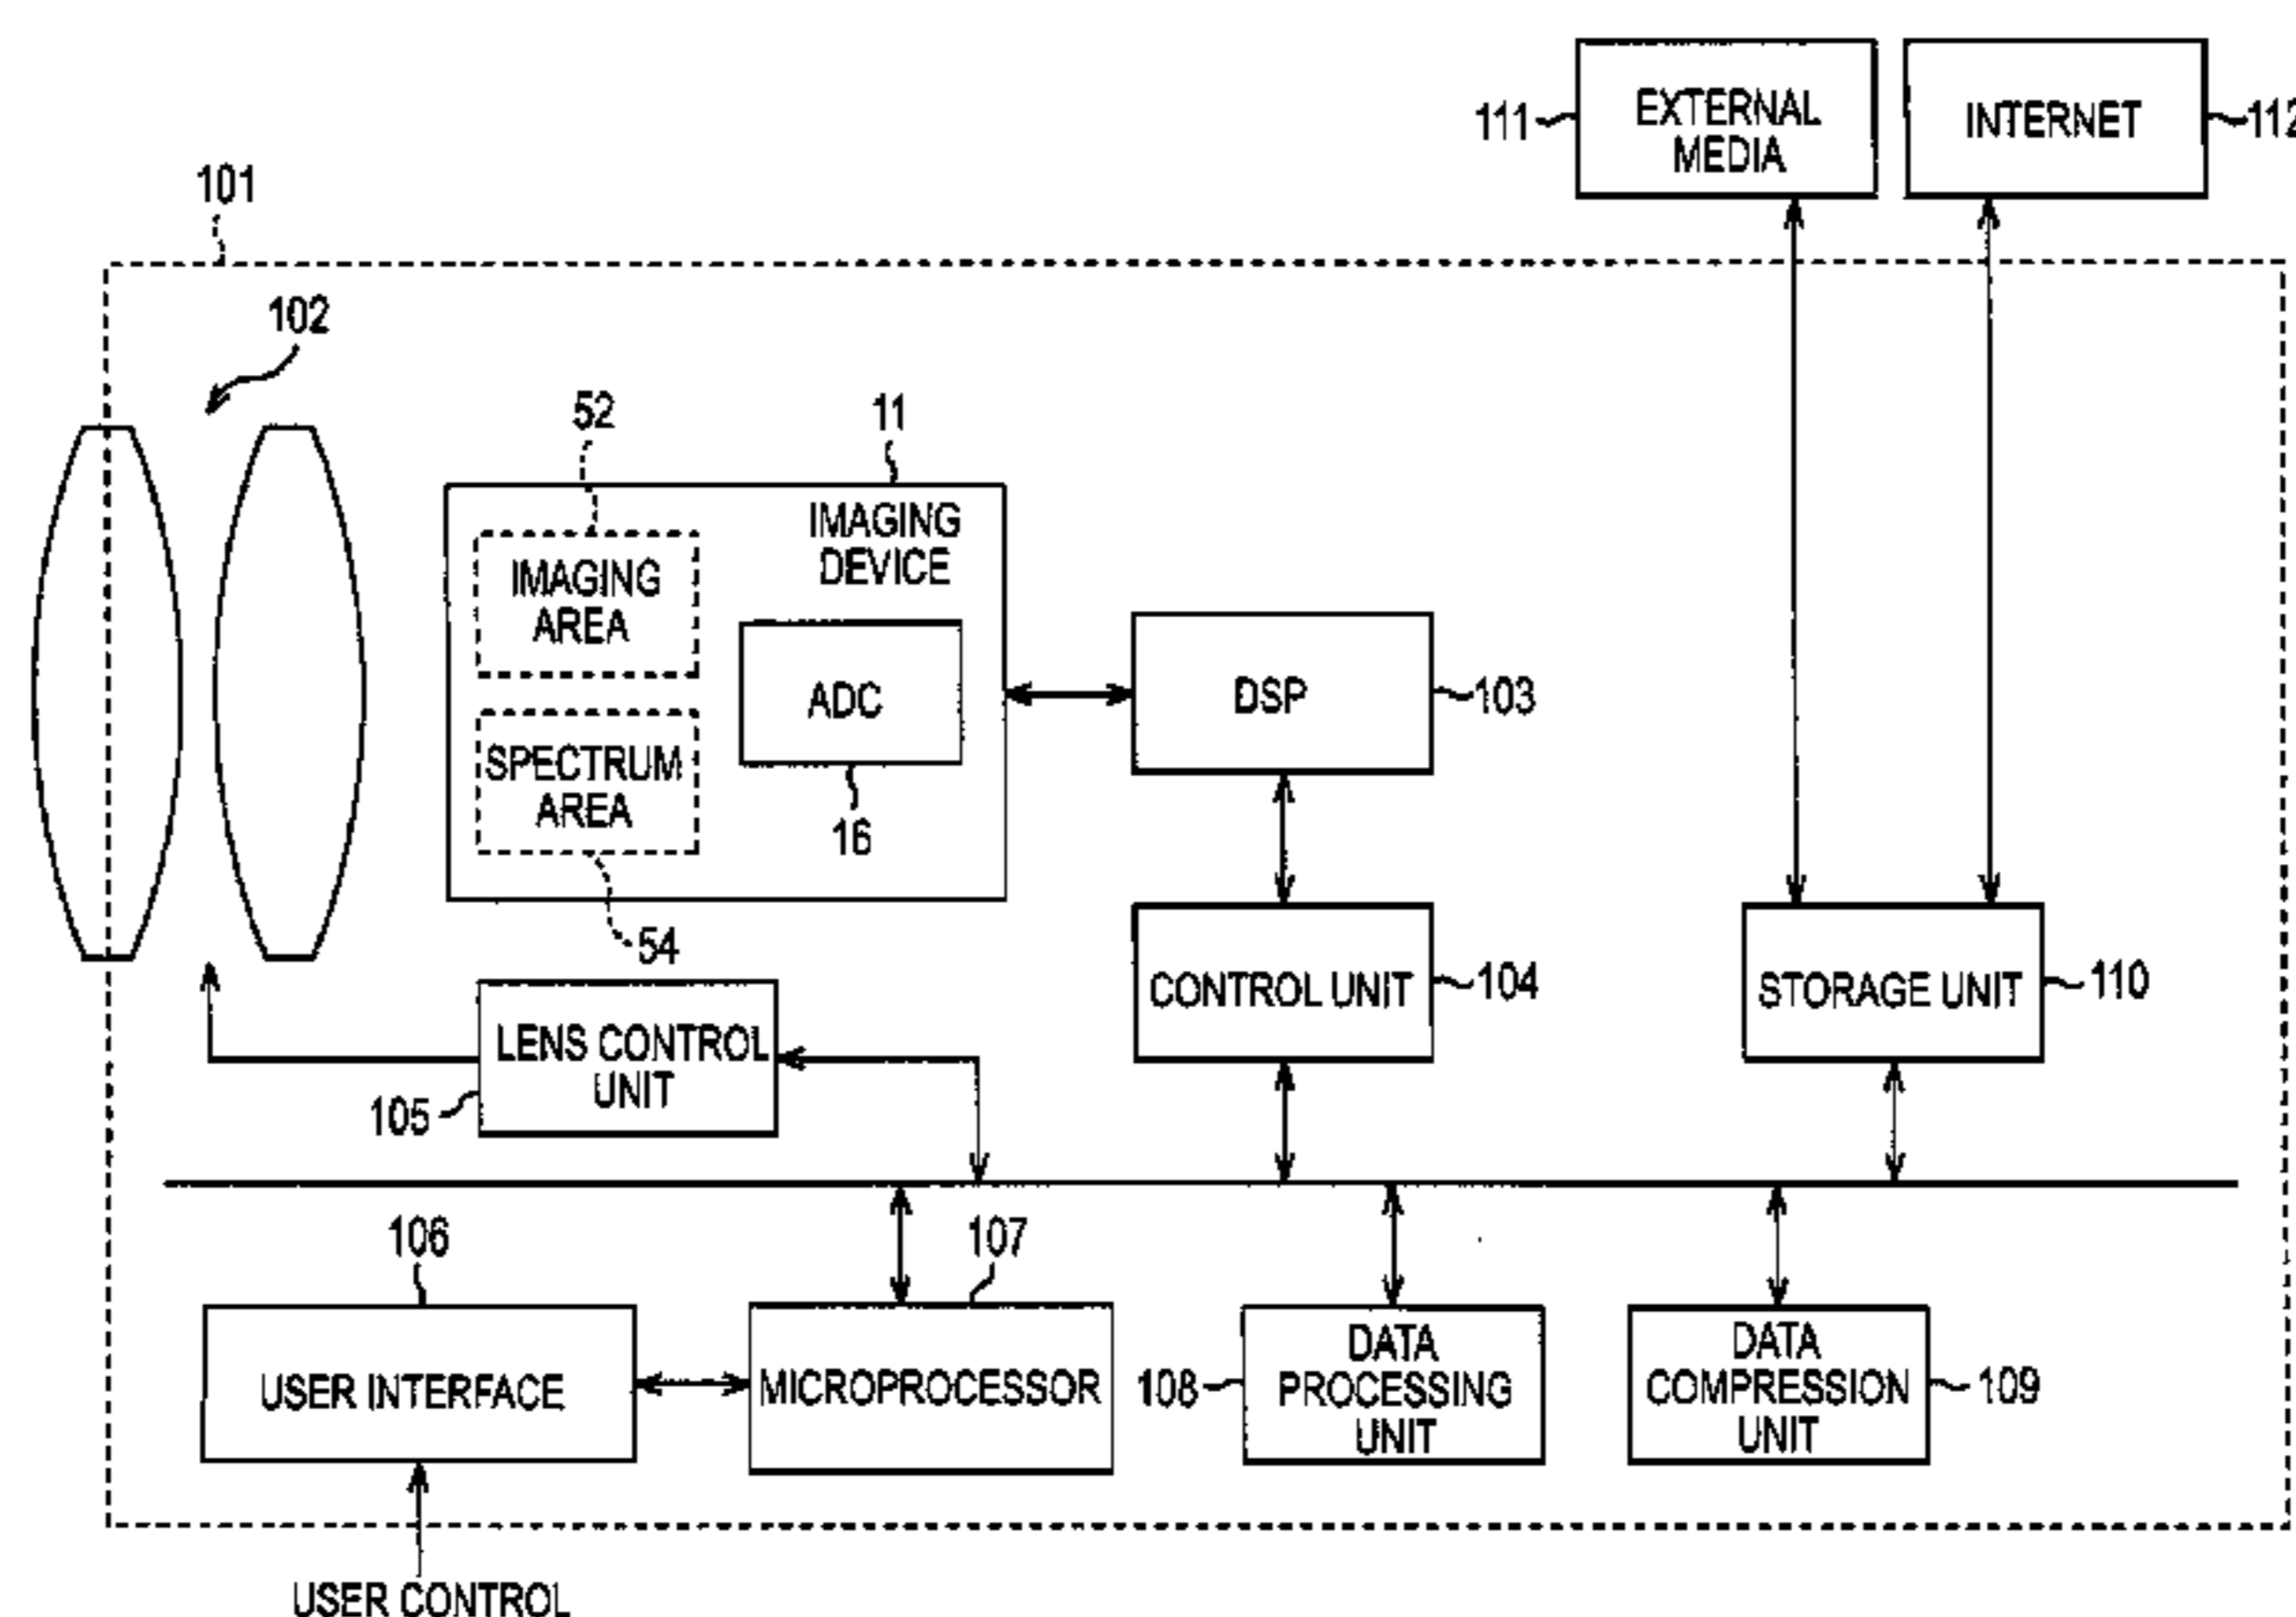 EXTERNAL
MEDIA
INTERNET
111
112
101
102
52
11
IMAGING
DEVICE
IMAGING
AREA
ADC
SPECTRUM
AREA
16
54
DSP
103
CONTROL UNIT
104
STORAGE UNIT
110
LENS CONTROL
UNIT
105
106
107
USER INTERFACE
MICROPROCESSOR
DATA
PROCESSING
UNIT
108
DATA
COMPRESSION
UNIT
109
USER CONTROL